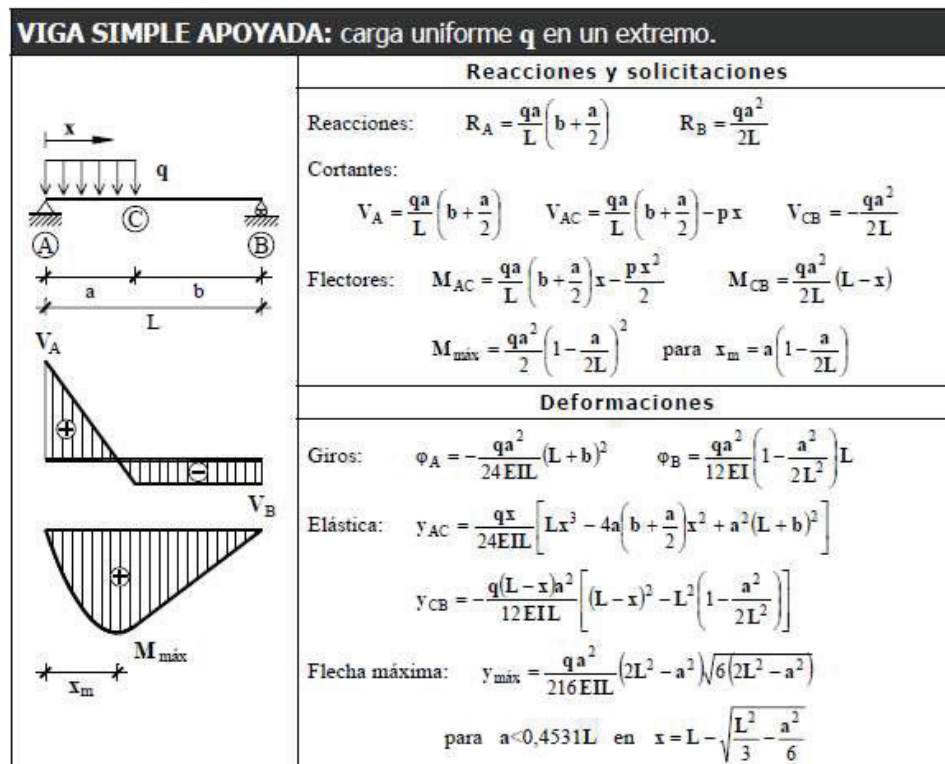 VIGA SIMPLE APOYADA: carga uniforme q en un extremo.
x
q
A
C
B
a
b
L
V_A
+
−
V_B
+
M_máx
x_m
Reacciones y solicitaciones
Reacciones: R_A = qa/L (b + a/2) R_B = qa²/2L
Cortantes:
V_A = qa/L (b + a/2) V_AC = qa/L (b + a/2) − px V_CB = − qa²/2L
Flectores: M_AC = qa/L (b + a/2) x − px²/2 M_CB = qa²/2L (L − x)
M_máx = qa²/2 (1 − a/2L)² para x_m = a(1 − a/2L)
Deformaciones
Giros: φ_A = − qa²/24EIL (L + b)² φ_B = qa²/12EI (1 − a²/2L²) L
Elástica: y_AC = qx/24EIL [Lx³ − 4a(b + a/2)x² + a²(L + b)²]
y_CB = − q(L − x)a²/12EIL [(L − x)² − L²(1 − a²/2L²)]
Flecha máxima: y_máx = qa²/216EIL (2L² − a²)√6(2L² − a²)
para a<0,4531L en x = L − √L²/3 − a²/6